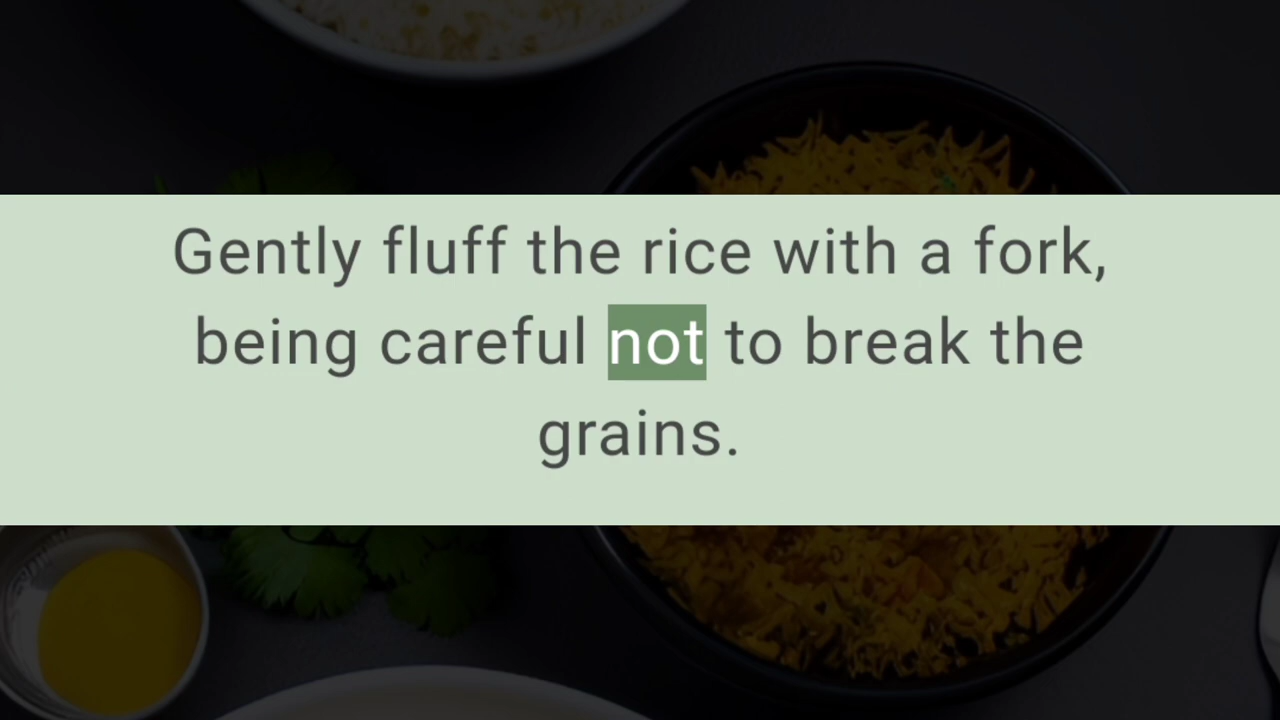 Gently fluff the rice with a fork,
being careful not to break the
grains.